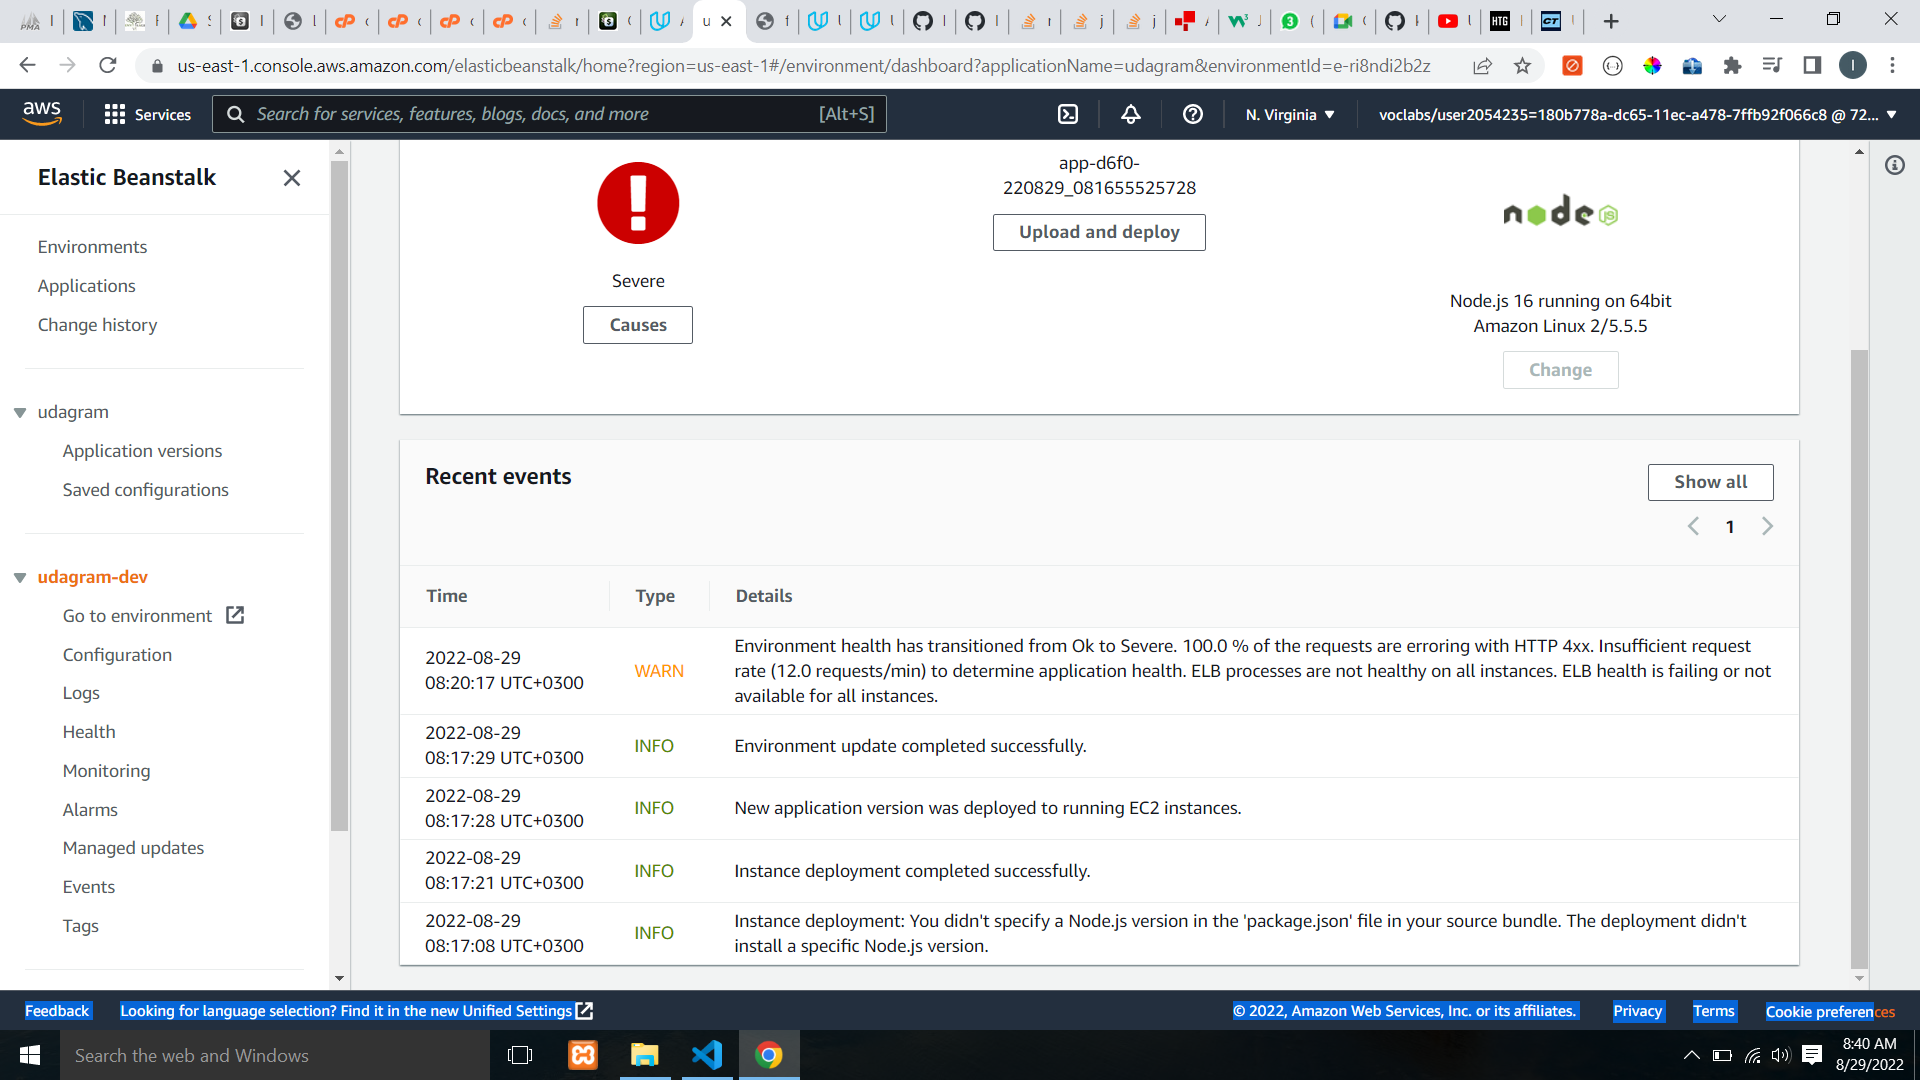 us-east-1.console.aws.amazon.com/elasticbeanstalk/home?region=us-east-1#/environment/dashboard?applicationName=udagram&environmentId=e-ri8ndi2b2z
aws
Services
Search for services, features, blogs, docs, and more
[Alt+S]
N. Virginia
voclabs/user2054235=180b778a-dc65-11ec-a478-7ffb92f066c8 @ 72...
Elastic Beanstalk
Environments
Applications
Change history
udagram
Application versions
Saved configurations
udagram-dev
Go to environment
Configuration
Logs
Health
Monitoring
Alarms
Managed updates
Events
Tags
Severe
Causes
app-d6f0-
220829_081655525728
Upload and deploy
node JS
Node.js 16 running on 64bit
Amazon Linux 2/5.5.5
Change
Recent events
Show all
1
Time
Type
Details
2022-08-29
08:20:17 UTC+0300
WARN
Environment health has transitioned from Ok to Severe. 100.0 % of the requests are erroring with HTTP 4xx. Insufficient request
rate (12.0 requests/min) to determine application health. ELB processes are not healthy on all instances. ELB health is failing or not
available for all instances.
2022-08-29
08:17:29 UTC+0300
INFO
Environment update completed successfully.
2022-08-29
08:17:28 UTC+0300
INFO
New application version was deployed to running EC2 instances.
2022-08-29
08:17:21 UTC+0300
INFO
Instance deployment completed successfully.
2022-08-29
08:17:08 UTC+0300
INFO
Instance deployment: You didn't specify a Node.js version in the 'package.json' file in your source bundle. The deployment didn't
install a specific Node.js version.
Feedback
Looking for language selection? Find it in the new Unified Settings
© 2022, Amazon Web Services, Inc. or its affiliates.
Privacy
Terms
Cookie preferences
Search the web and Windows
8:40 AM
8/29/2022